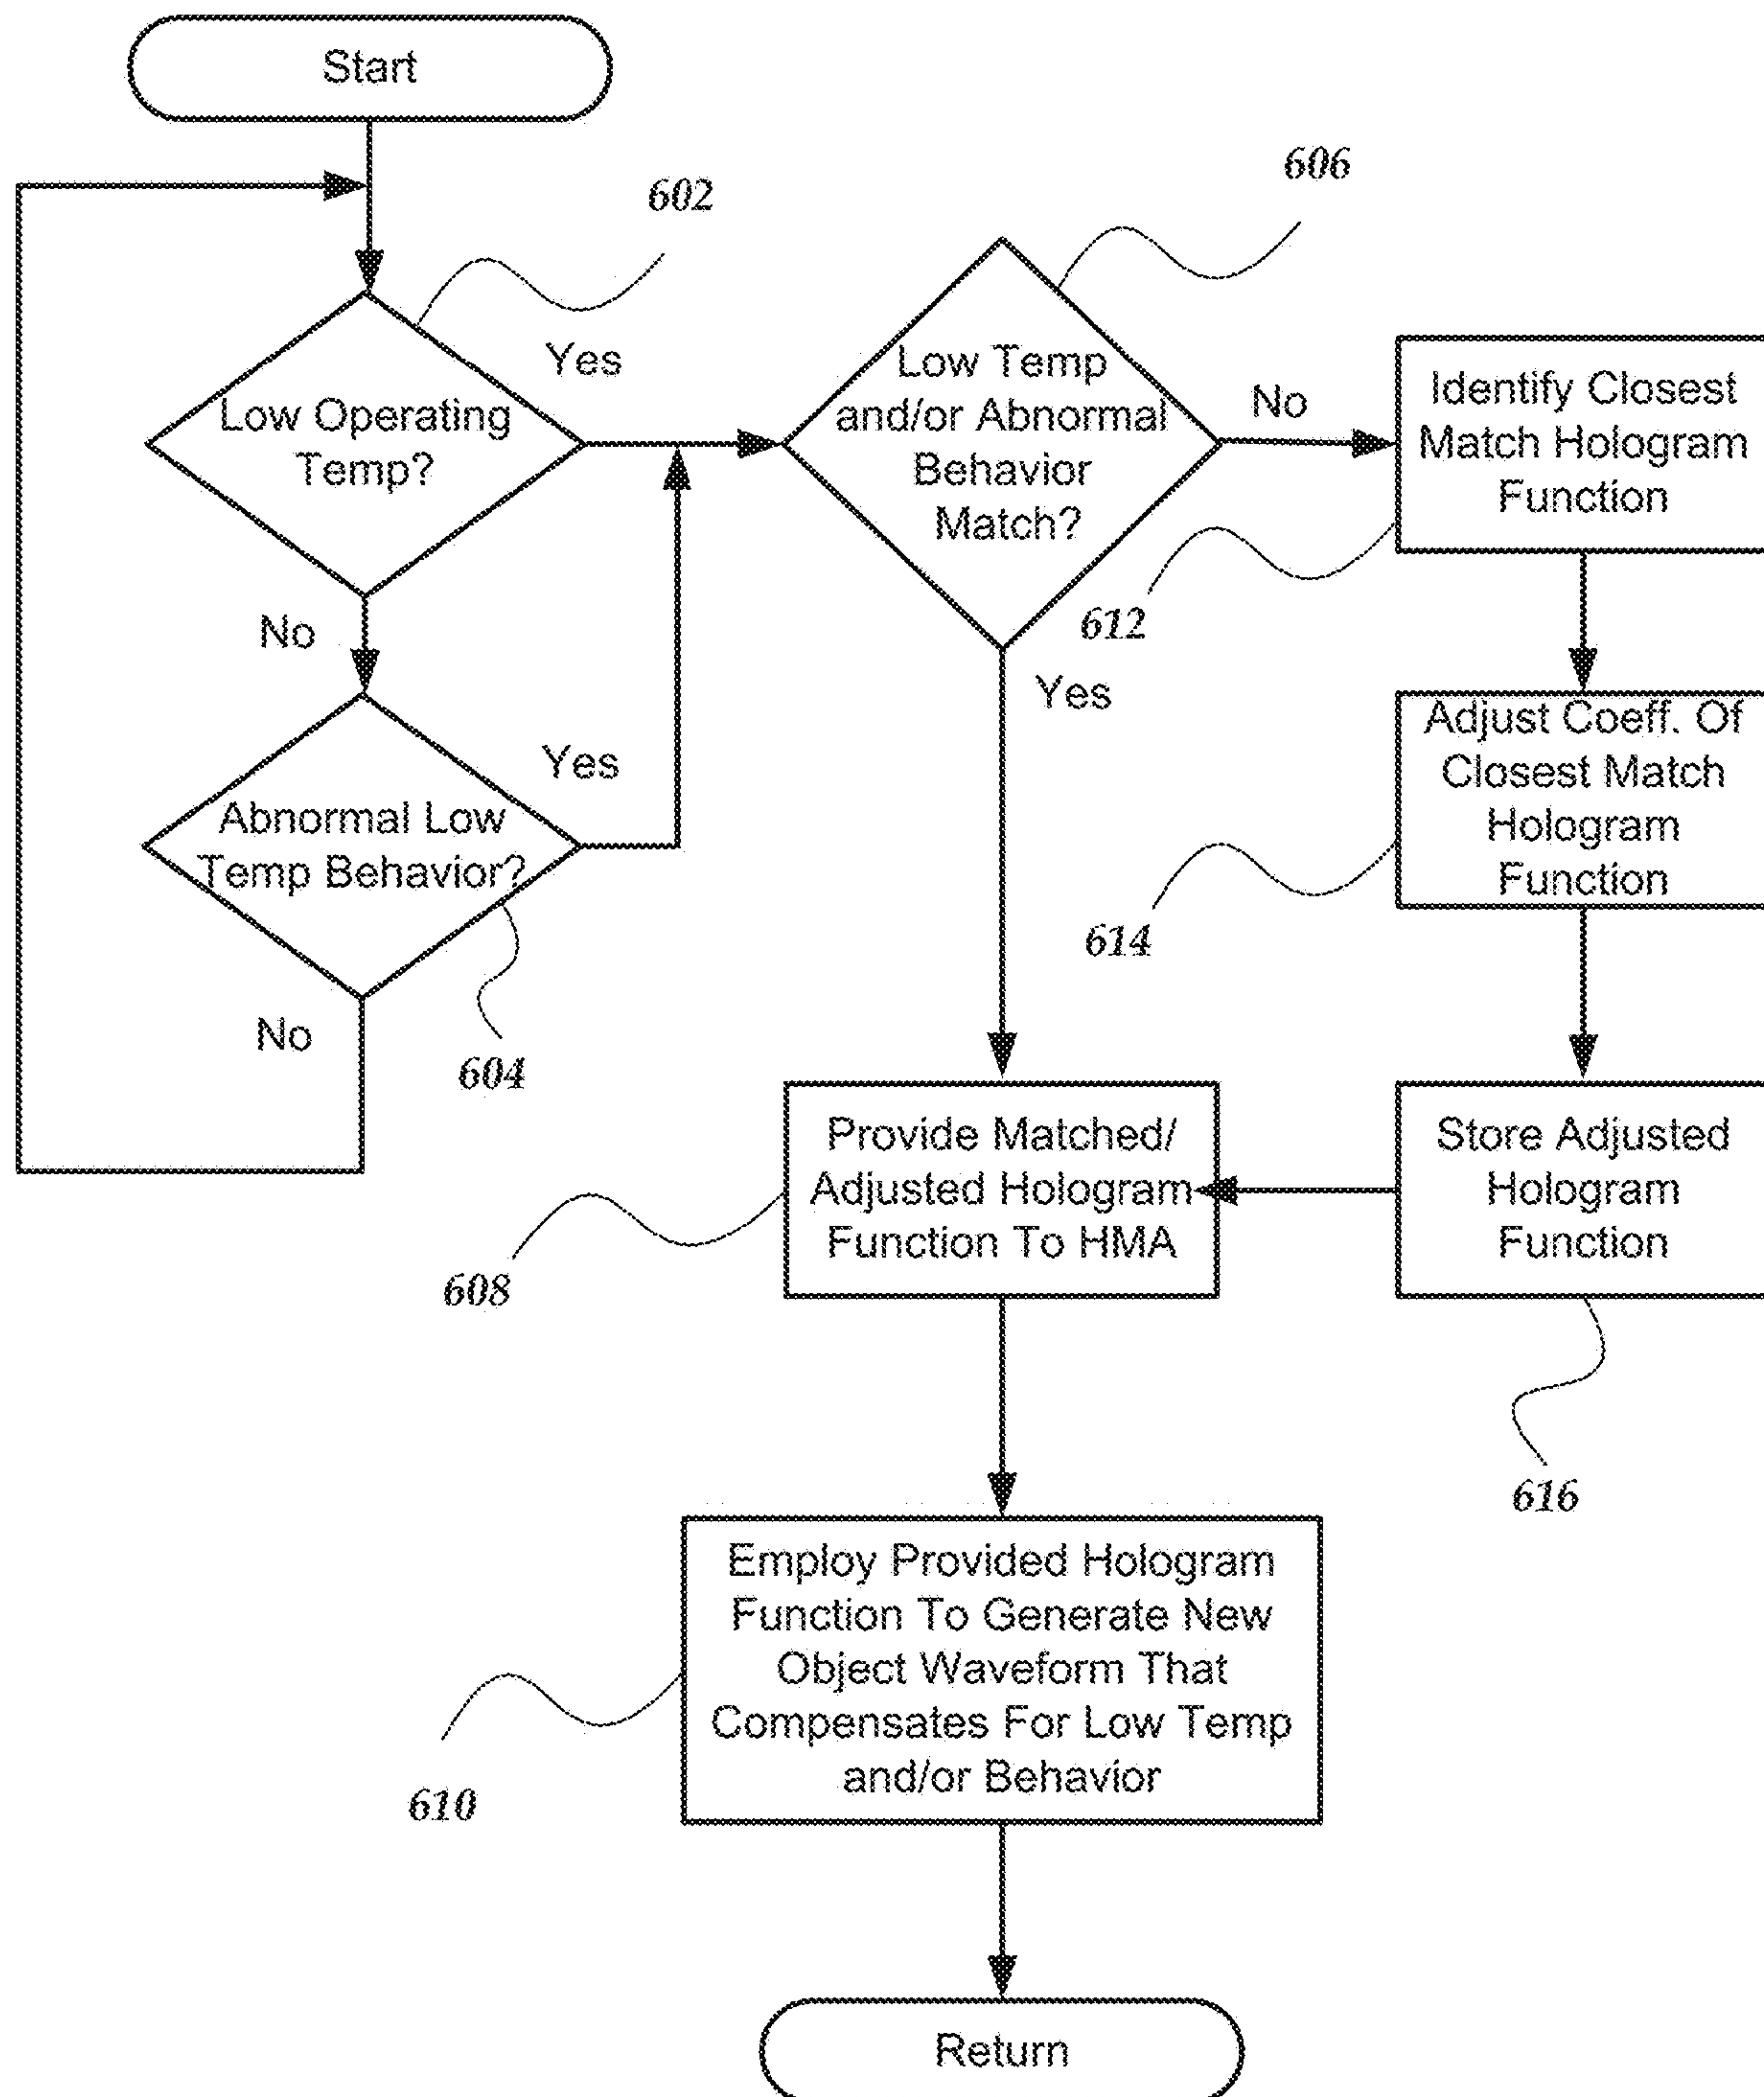 Start
602
606
Low Operating
Temp?
Yes
Low Temp
and/or Abnormal
Behavior
Match?
No
Identify Closest
Match Hologram
Function
612
No
Yes
Abnormal Low
Temp Behavior?
Yes
Adjust Coeff. Of
Closest Match
Hologram
Function
614
No
604
Provide Matched/
Adjusted Hologram
Function To HMA
608
Store Adjusted
Hologram
Function
616
Employ Provided Hologram
Function To Generate New
Object Waveform That
Compensates For Low Temp
and/or Behavior
610
Return